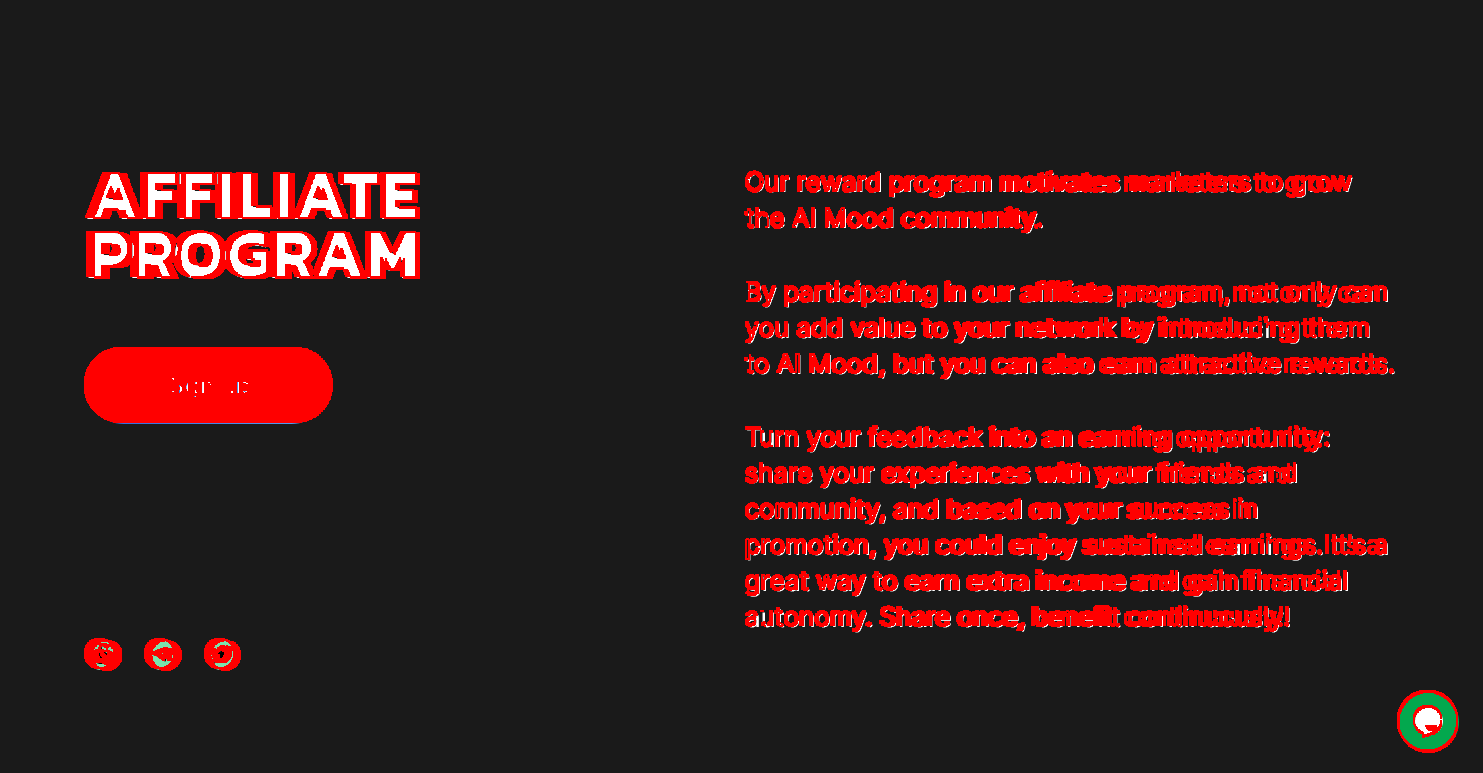 AFFILIATE
PROGRAM
Sign up
Our reward program motivates marketers to grow
the AI Mood community.
By participating in our affiliate program, not only can
you add value to your network by introducing them
to AI Mood, but you can also earn attractive rewards.
Turn your feedback into an earning opportunity:
share your experiences with your friends and
community, and based on your success in
promotion, you could enjoy sustained earnings. It's a
great way to earn extra income and gain financial
autonomy. Share once, benefit continuously!